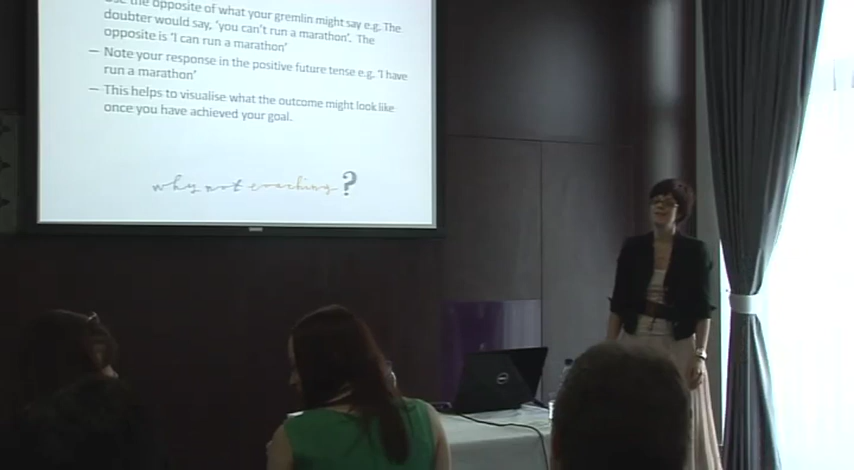 the opposite of what your gremlin might say e.g. The
doubter would say, 'you can't run a marathon'. The
opposite is 'I can run a marathon'
— Note your response in the positive future tense e.g. 'I have
run a marathon'
— This helps to visualise what the outcome might look like
once you have achieved your goal.
why not coaching?
DELL